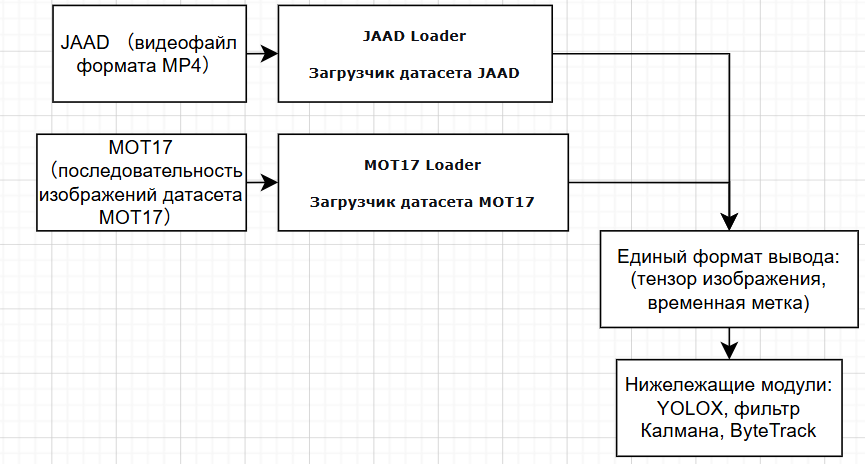 JAAD （видеофайл
формата MP4）
JAAD Loader
Загрузчик датасета JAAD
MOT17
（последовательность
изображений датасета
MOT17）
MOT17 Loader
Загрузчик датасета MOT17
Единый формат вывода:
(тензор изображения,
временная метка)
Нижележащие модули:
YOLOX, фильтр
Калмана, ByteTrack